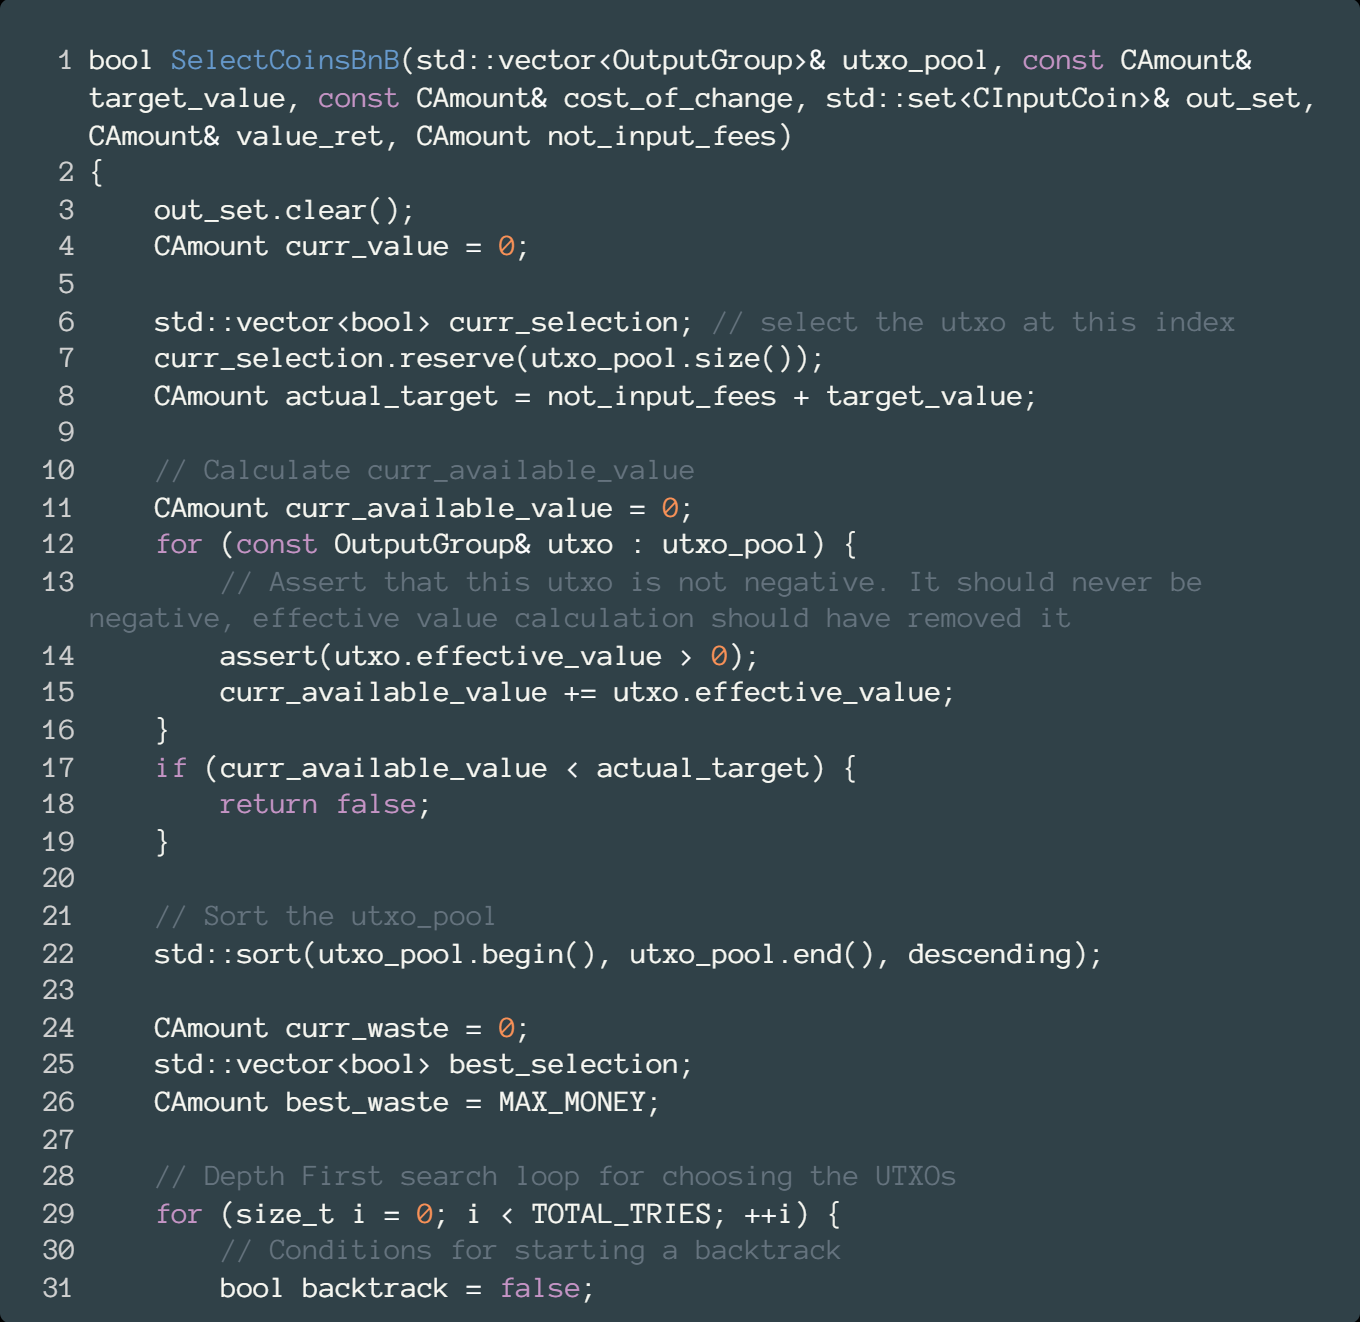 1 bool SelectCoinsBnB(std::vector<OutputGroup>& utxo_pool, const CAmount&
target_value, const CAmount& cost_of_change, std::set<CInputCoin>& out_set,
CAmount& value_ret, CAmount not_input_fees)
2 {
3     out_set.clear();
4     CAmount curr_value = 0;
5
6     std::vector<bool> curr_selection; // select the utxo at this index
7     curr_selection.reserve(utxo_pool.size());
8     CAmount actual_target = not_input_fees + target_value;
9
10     // Calculate curr_available_value
11     CAmount curr_available_value = 0;
12     for (const OutputGroup& utxo : utxo_pool) {
13         // Assert that this utxo is not negative. It should never be
negative, effective value calculation should have removed it
14         assert(utxo.effective_value > 0);
15         curr_available_value += utxo.effective_value;
16     }
17     if (curr_available_value < actual_target) {
18         return false;
19     }
20
21     // Sort the utxo_pool
22     std::sort(utxo_pool.begin(), utxo_pool.end(), descending);
23
24     CAmount curr_waste = 0;
25     std::vector<bool> best_selection;
26     CAmount best_waste = MAX_MONEY;
27
28     // Depth First search loop for choosing the UTXOs
29     for (size_t i = 0; i < TOTAL_TRIES; ++i) {
30         // Conditions for starting a backtrack
31         bool backtrack = false;